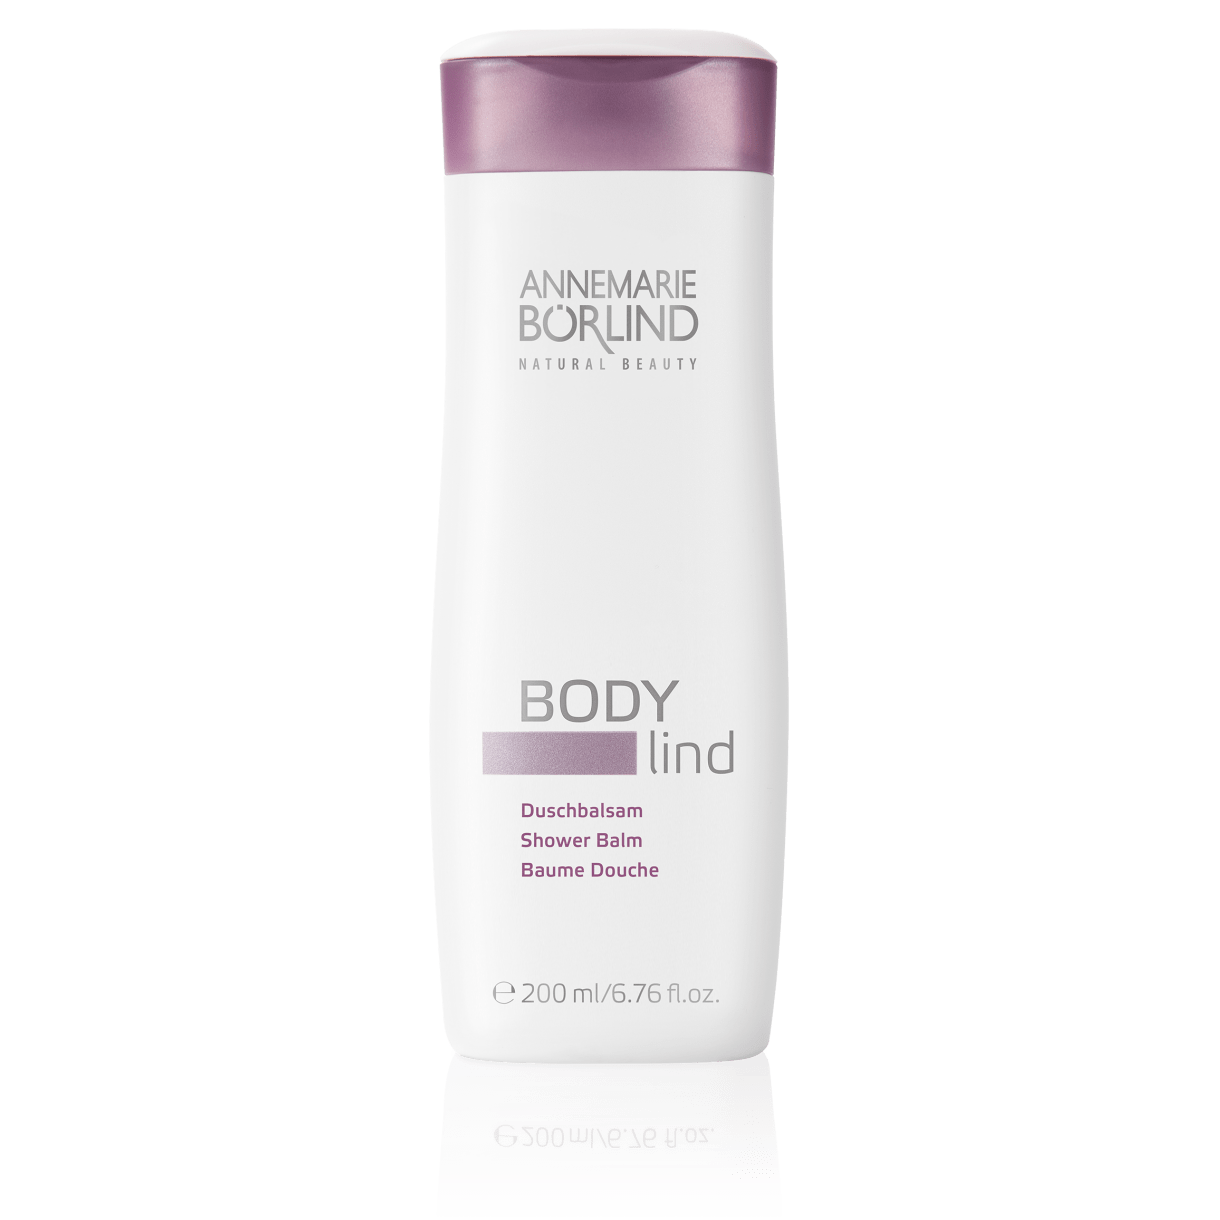 ANNEMARIE
BÖRLIND
NATURAL BEAUTY
BODY
lind
Duschbalsam
Shower Balm
Baume Douche
℮ 200 ml/6.76 fl.oz.